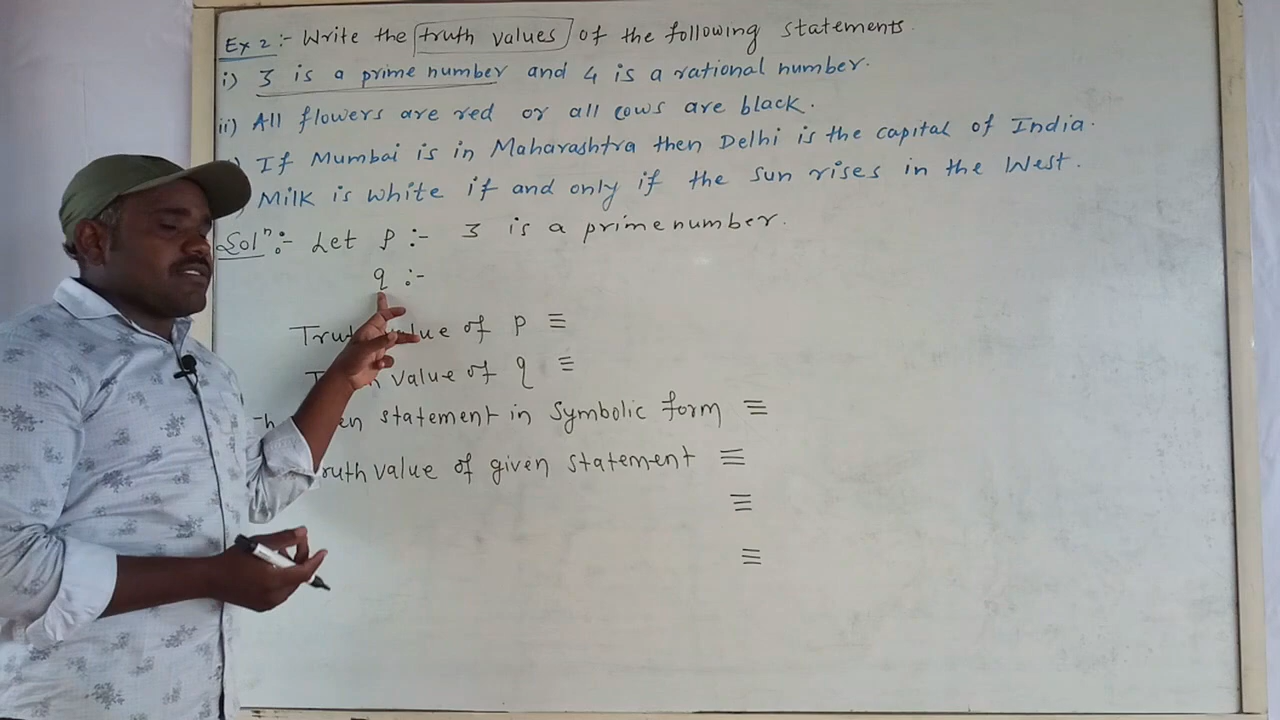 Ex 2 :- Write the truth values of the following statements.
i) 3 is a prime number and 4 is a rational number.
ii) All flowers are red or all cows are black.
) If Mumbai is in Maharashtra then Delhi is the capital of India.
) Milk is white if and only if the sun rises in the West.
Solⁿ :- Let p :- 3 is a prime number.
q :-
Truth value of p ≡
value of q ≡
statement in symbolic form ≡
value of given statement ≡
≡
≡